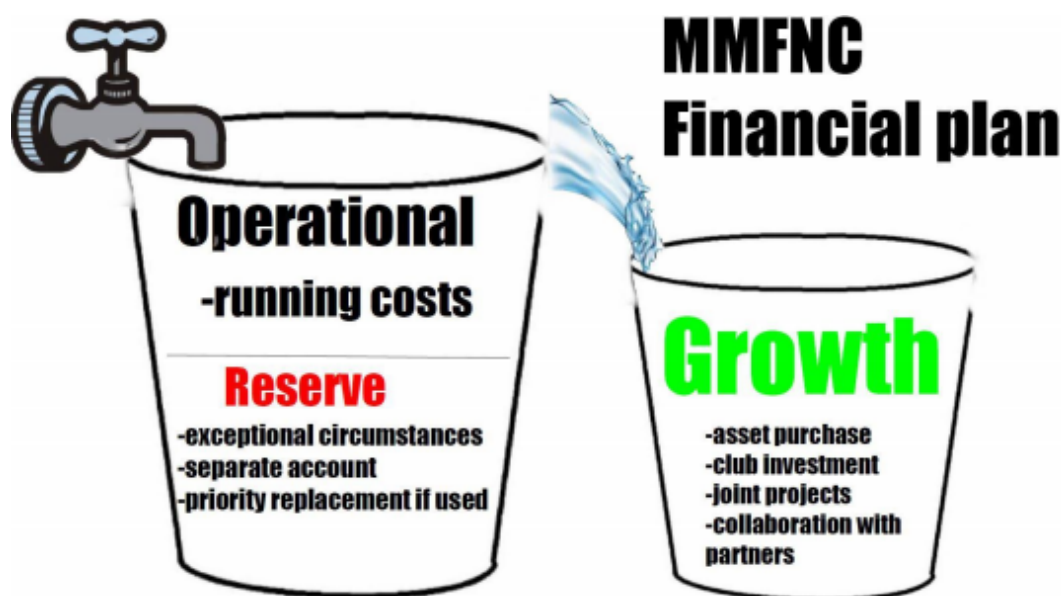 MMFNC
Financial plan
Operational
-running costs
Reserve
-exceptional circumstances
-separate account
-priority replacement if used
Growth
-asset purchase
-club investment
-joint projects
-collaboration with
partners